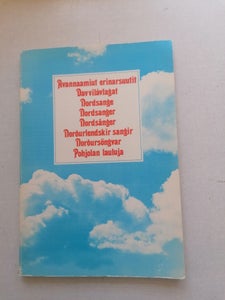 Avannaamiut erinarsuutit
Davvilávlagat
Nordsange
Nordsanger
Nordsånger
Norðurlendskir sangir
Norðursöngvar
Pohjolan lauluja